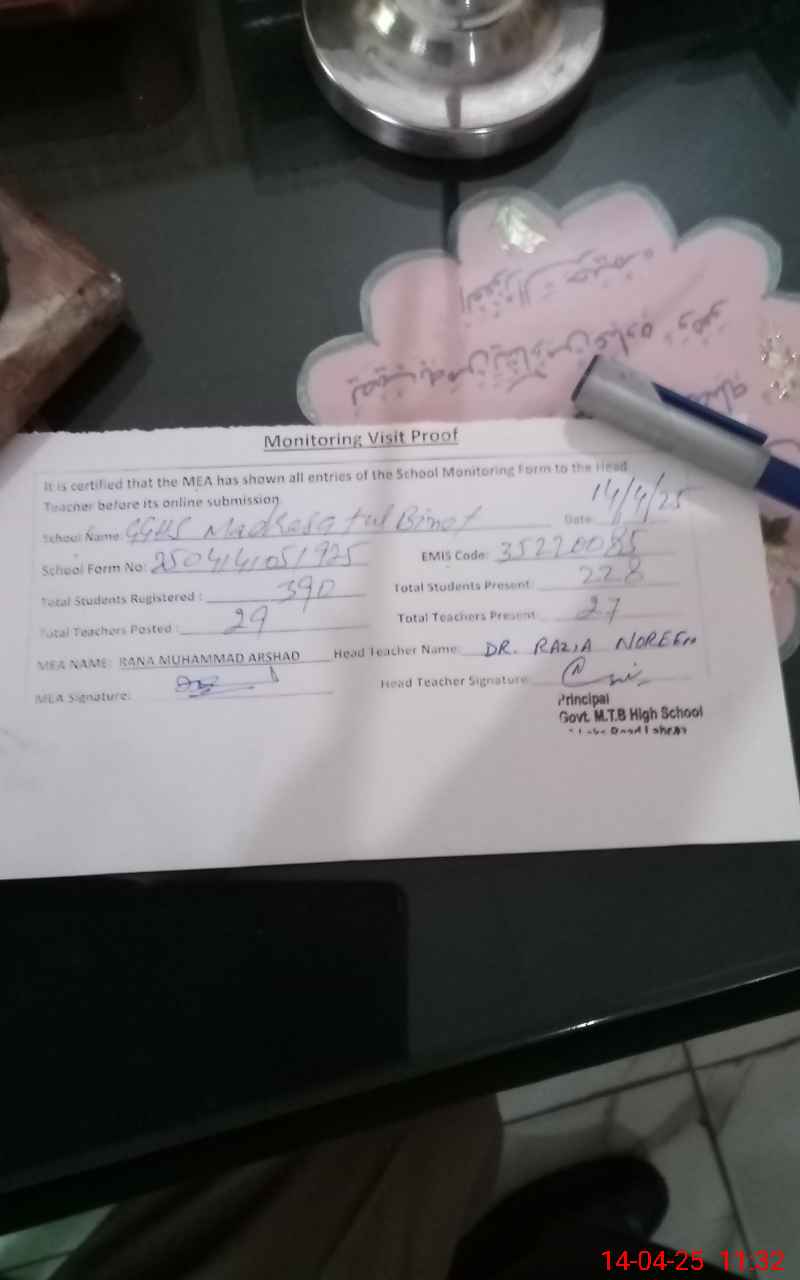 Monitoring Visit Proof
It is certified that the MEA has shown all entries of the School Monitoring Form to the Head
Teacher before its online submission
School Name: GGHS Madrasa tul Binat Date: 14/4/25
School Form No: EMIS Code: 35220085
Total Students Rugistered : 390 Total Students Present: 228
Total Teachers Posted : 29 Total Teachers Present: 27
MEA NAME: RANA MUHAMMAD ARSHAD Head Teacher Name: DR. RAZIA NOREEN
MEA Signature: Head Teacher Signature:
Principal
Govt. M.T.B High School
14-04-25 11:32